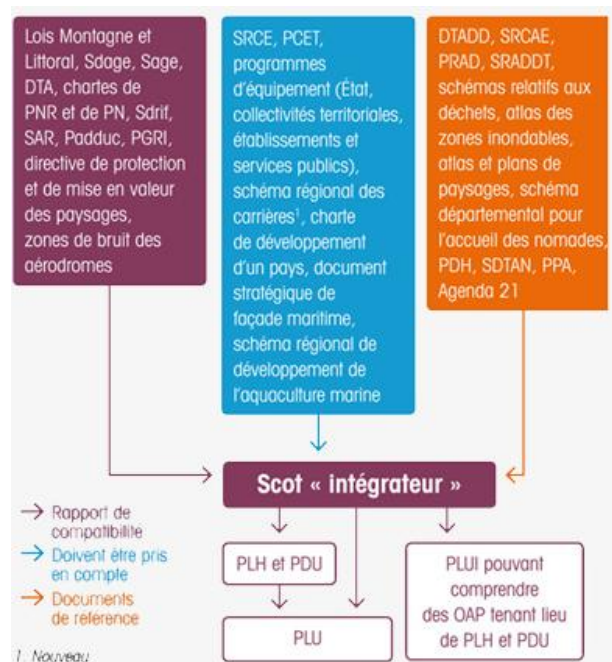 Lois Montagne et
Littoral, Sdage, Sage,
DTA, chartes de
PNR et de PN, Sdrif,
SAR, Padduc, PGRI,
directive de protection
et de mise en valeur
des paysages,
zones de bruit des
aérodromes
SRCE, PCET,
programmes
d'équipement (État,
collectivités territoriales,
établissements et
services publics),
schéma régional des
carrières¹, charte
de développement
d'un pays, document
stratégique de
façade maritime,
schéma régional de
développement de
l'aquaculture marine
DTADD, SRCAE,
PRAD, SRADDT,
schémas relatifs aux
déchets, atlas des
zones inondables,
atlas et plans de
paysages, schéma
départemental pour
l'accueil des nomades,
PDH, SDTAN, PPA,
Agenda 21
Scot « intégrateur »
Rapport de
compatibilité
Doivent être pris
en compte
Documents
de référence
PLH et PDU
PLU
PLUI pouvant
comprendre
des OAP tenant lieu
de PLH et PDU
1. Nouveau